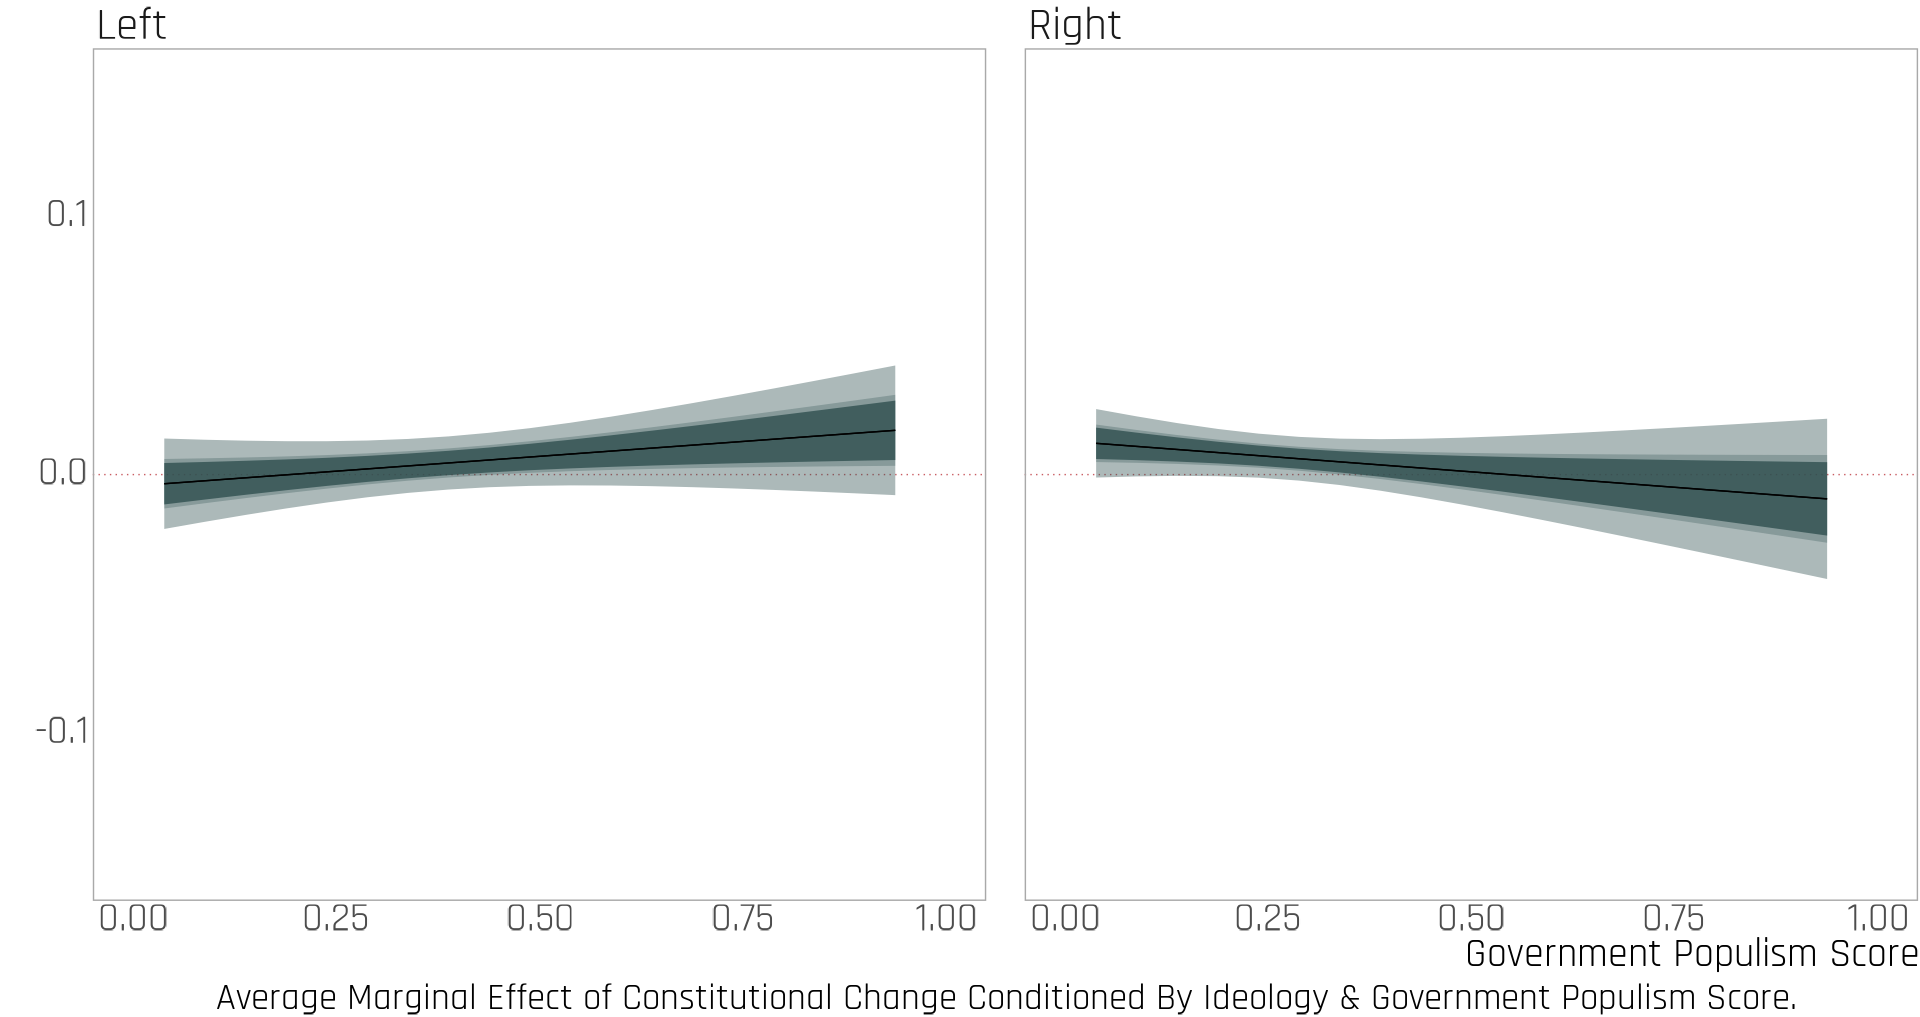 Left
Right
0.1
0.0
-0.1
0.00 0.25 0.50 0.75 1.00
0.00 0.25 0.50 0.75 1.00
Government Populism Score
Average Marginal Effect of Constitutional Change Conditioned By Ideology & Government Populism Score.